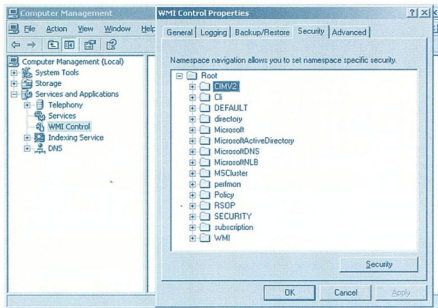 Computer Management
File Action View Window Help
Computer Management (Local)
System Tools
Storage
Services and Applications
Telephony
Services
WMI Control
Indexing Service
DNS
WMI Control Properties
General Logging Backup/Restore Security Advanced
Namespace navigation allows you to set namespace specific security.
Root
CIMV2
Cli
DEFAULT
directory
Microsoft
MicrosoftActiveDirectory
MicrosoftDNS
MicrosoftNLB
MSCluster
perfmon
Policy
RSOP
SECURITY
subscription
WMI
Security
OK Cancel Apply